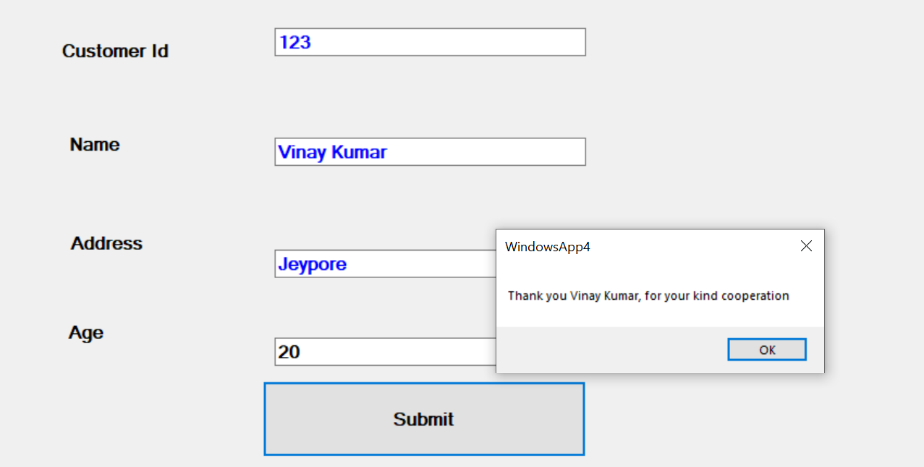 Customer Id
123
Name
Vinay Kumar
Address
Jeypore
WindowsApp4
Thank you Vinay Kumar, for your kind cooperation
OK
Age
20
Submit